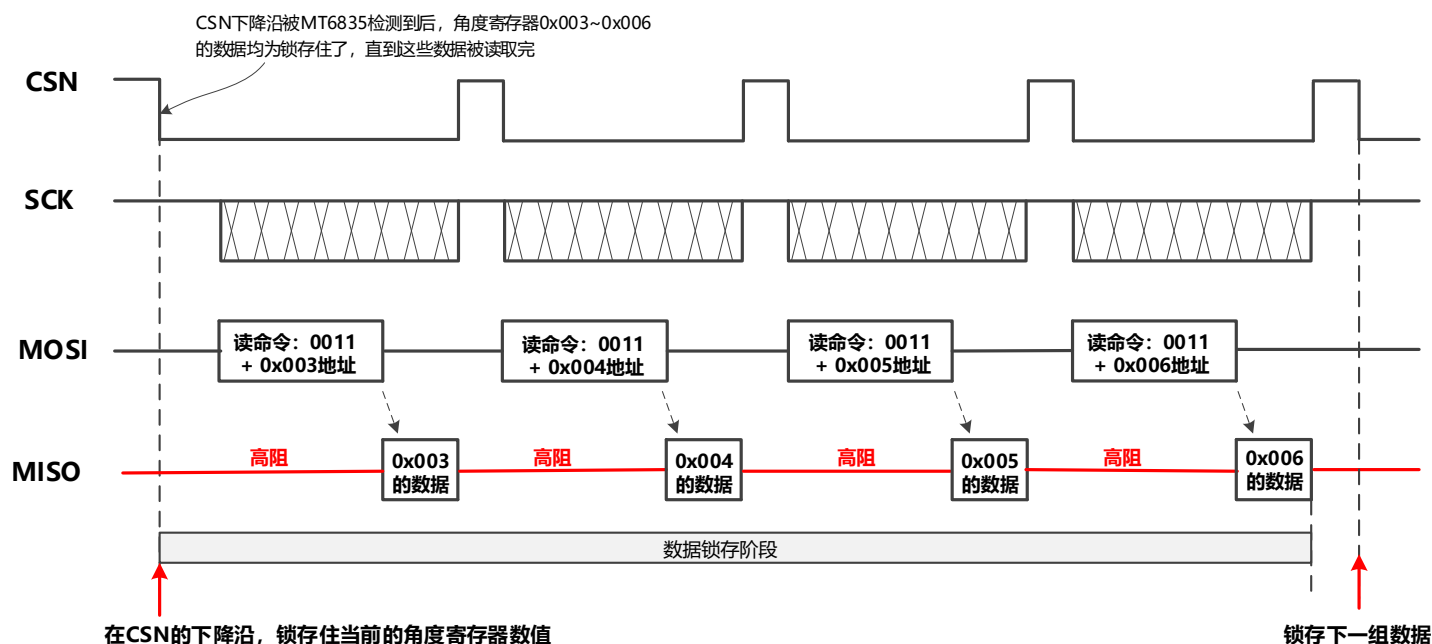 CSN下降沿被MT6835检测到后，角度寄存器0x003~0x006
的数据均为锁存住了，直到这些数据被读取完
CSN
SCK
MOSI
读命令：0011
+ 0x003地址
读命令：0011
+ 0x004地址
读命令：0011
+ 0x005地址
读命令：0011
+ 0x006地址
MISO
高阻
0x003
的数据
高阻
0x004
的数据
高阻
0x005
的数据
高阻
0x006
的数据
数据锁存阶段
在CSN的下降沿，锁存住当前的角度寄存器数值
锁存下一组数据